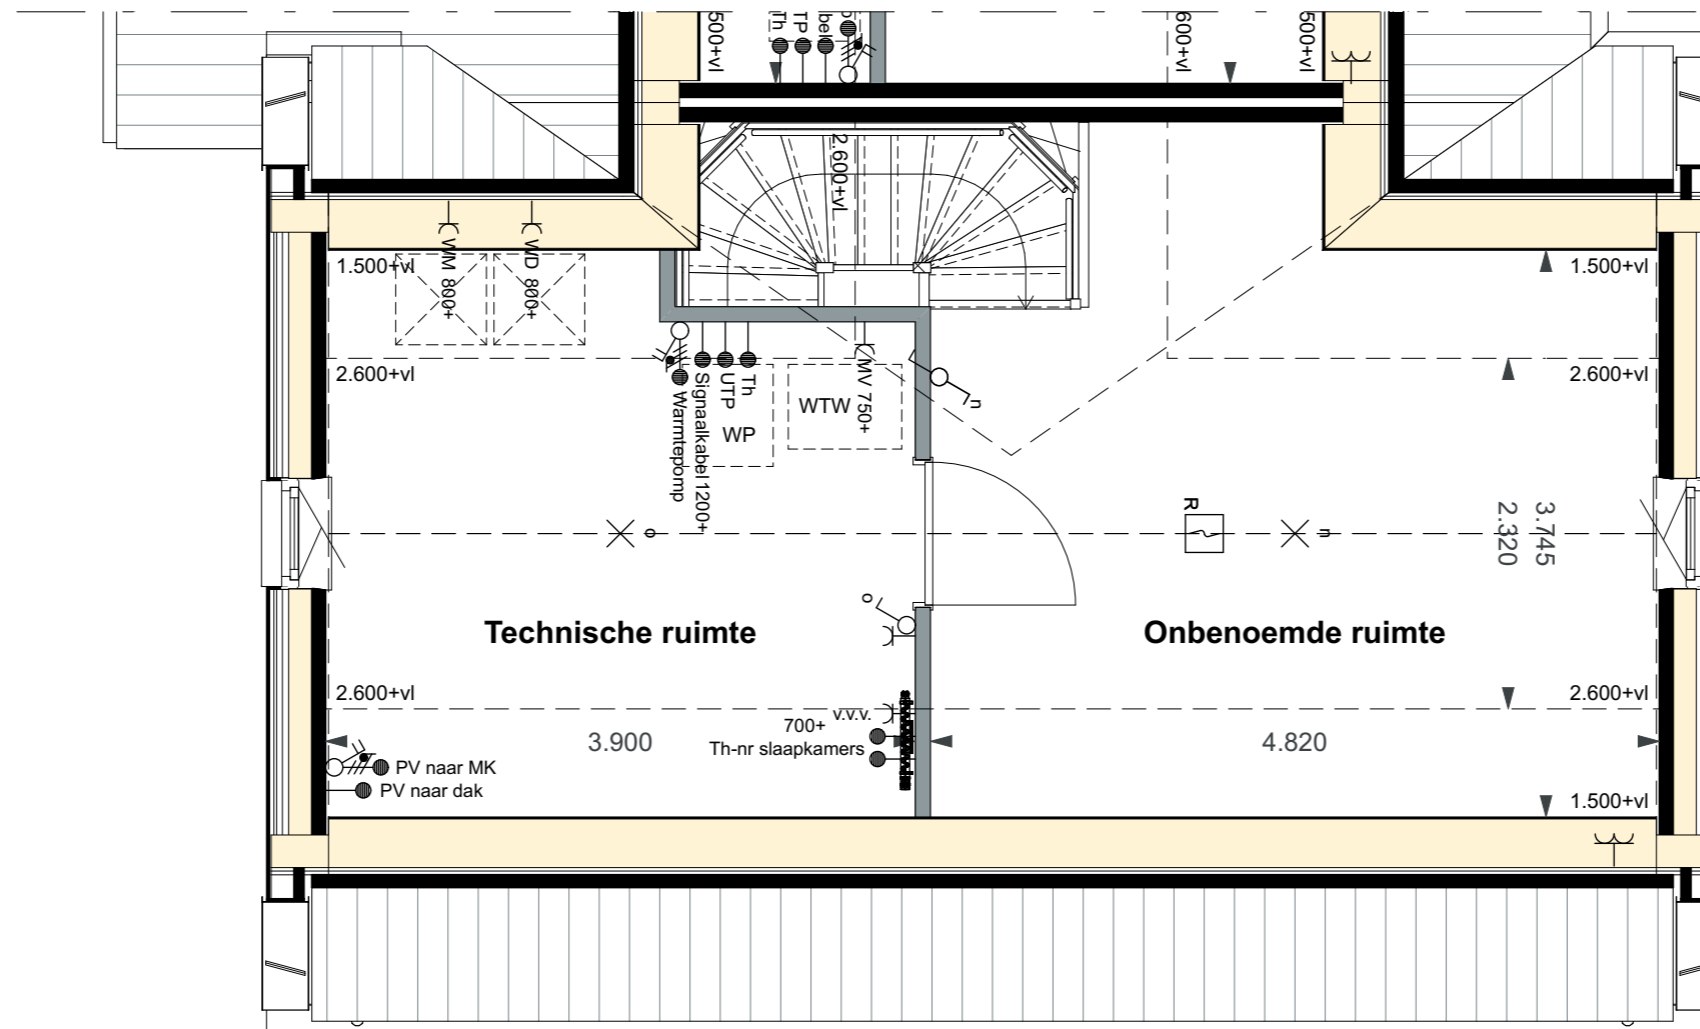 500+vl
Th
TP
600+vl
500+vl
2.600+vl
1.500+vl
WM 800+
WD 800+
1.500+vl
2.600+vl
2.600+vl
Th
UTP
Signaalkabel 1200+
Warmtepomp
WP
WTW
MV 750+
n
o
R
n
3.745
2.320
o
Technische ruimte
Onbenoemde ruimte
2.600+vl
2.600+vl
v.v.v.
700+
Th-nr slaapkamers
3.900
4.820
PV naar MK
PV naar dak
1.500+vl